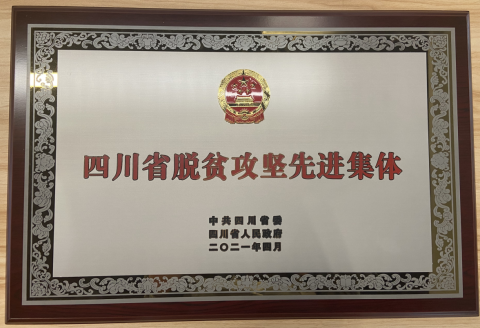 四川省脱贫攻坚先进集体
中共四川省委
四川省人民政府
二〇二一年四月